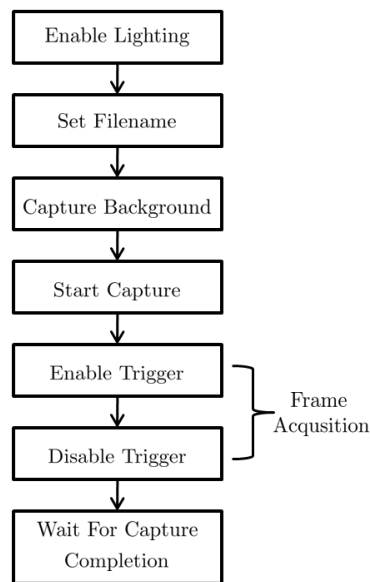 Enable Lighting
Set Filename
Capture Background
Start Capture
Enable Trigger
Frame
Acqusition
Disable Trigger
Wait For Capture
Completion